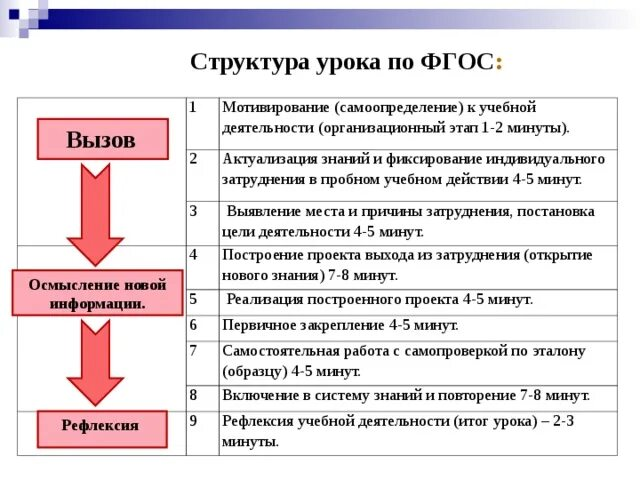 Структура урока по ФГОС:
Вызов
1
Мотивирование (самоопределение) к учебной
деятельности (организационный этап 1-2 минуты).
2
Актуализация знаний и фиксирование индивидуального
затруднения в пробном учебном действии 4-5 минут.
3
Выявление места и причины затруднения, постановка
цели деятельности 4-5 минут.
Осмысление новой
информации.
4
Построение проекта выхода из затруднения (открытие
нового знания) 7-8 минут.
5
Реализация построенного проекта 4-5 минут.
6
Первичное закрепление 4-5 минут.
7
Самостоятельная работа с самопроверкой по эталону
(образцу) 4-5 минут.
8
Включение в систему знаний и повторение 7-8 минут.
Рефлексия
9
Рефлексия учебной деятельности (итог урока) – 2-3
минуты.